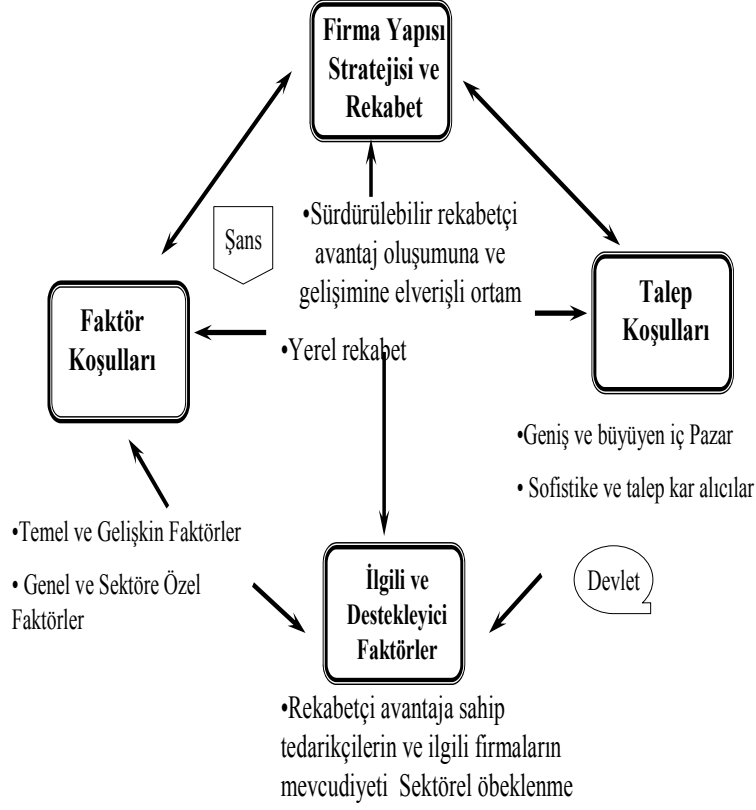 Firma Yapısı
Stratejisi ve
Rekabet
Şans
•Sürdürülebilir rekabetçi
avantaj oluşumuna ve
gelişimine elverişli ortam
•Yerel rekabet
Faktör
Koşulları
Talep
Koşulları
•Geniş ve büyüyen iç Pazar
• Sofistike ve talep kar alıcılar
•Temel ve Gelişkin Faktörler
• Genel ve Sektöre Özel
Faktörler
İlgili ve
Destekleyici
Faktörler
Devlet
•Rekabetçi avantaja sahip
tedarikçilerin ve ilgili firmaların
mevcudiyeti  Sektörel öbeklenme